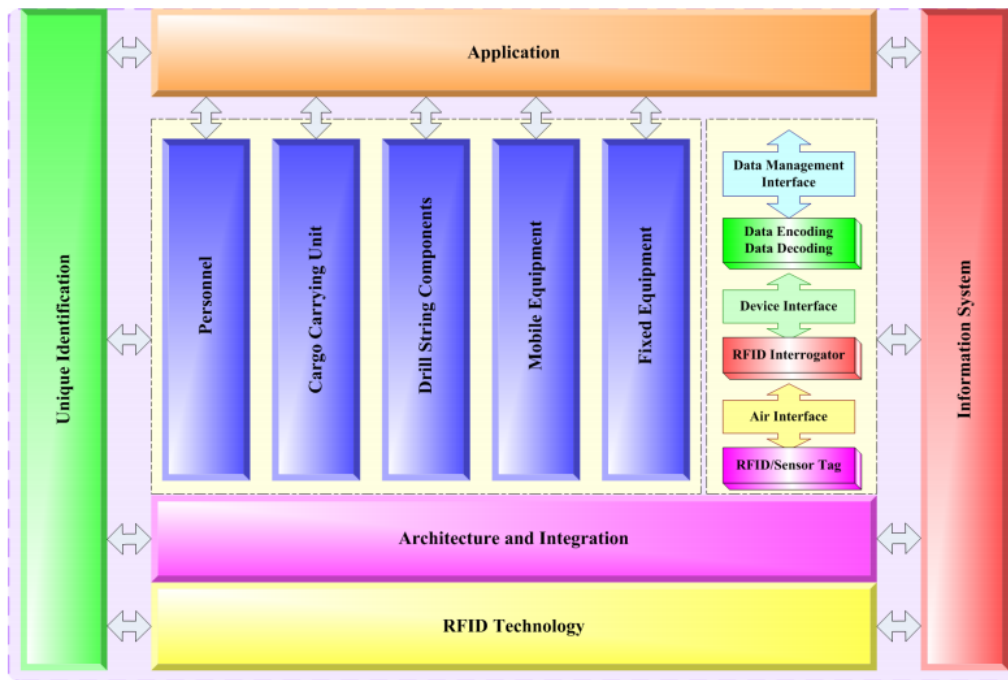 Application
Unique Identification
Personnel
Cargo Carrying Unit
Drill String Components
Mobile Equipment
Fixed Equipment
Data Management
Interface
Data Encoding
Data Decoding
Device Interface
RFID Interrogator
Air Interface
RFID/Sensor Tag
Information System
Architecture and Integration
RFID Technology